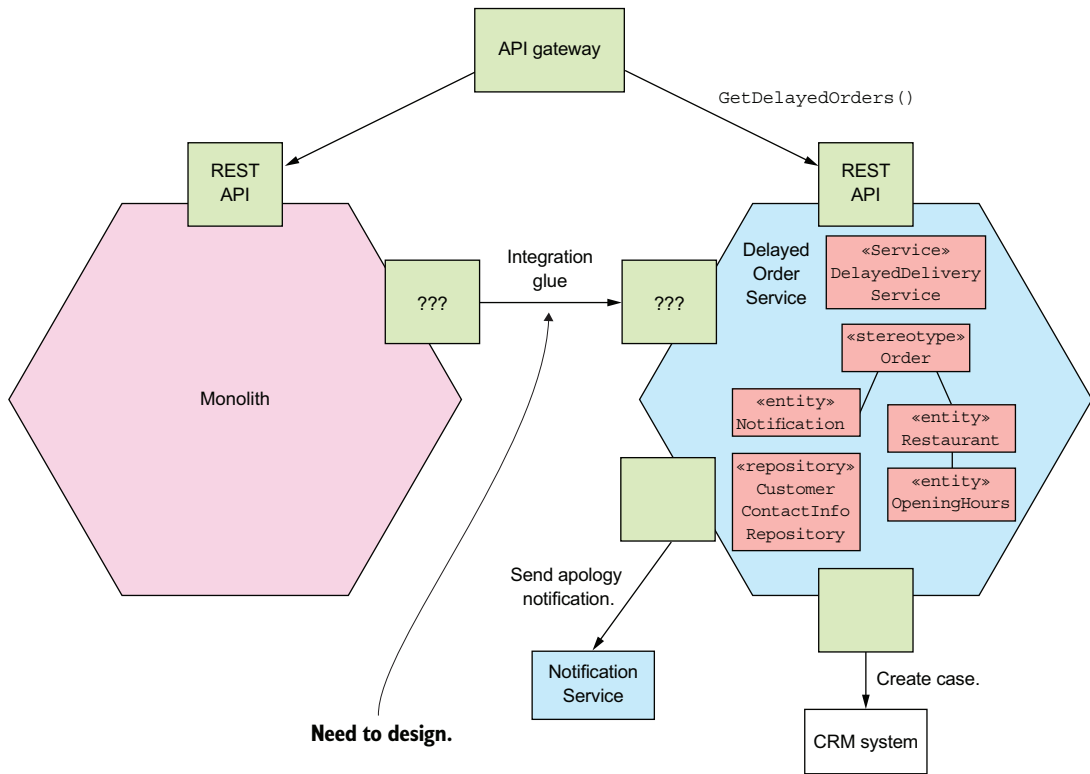 API gateway
GetDelayedOrders()
REST
API
REST
API
Integration
glue
???
???
Monolith
Delayed
Order
Service
«Service»
DelayedDelivery
Service
«stereotype»
Order
«entity»
Notification
«entity»
Restaurant
«repository»
Customer
ContactInfo
Repository
«entity»
OpeningHours
Send apology
notification.
Notification
Service
Create case.
Need to design.
CRM system